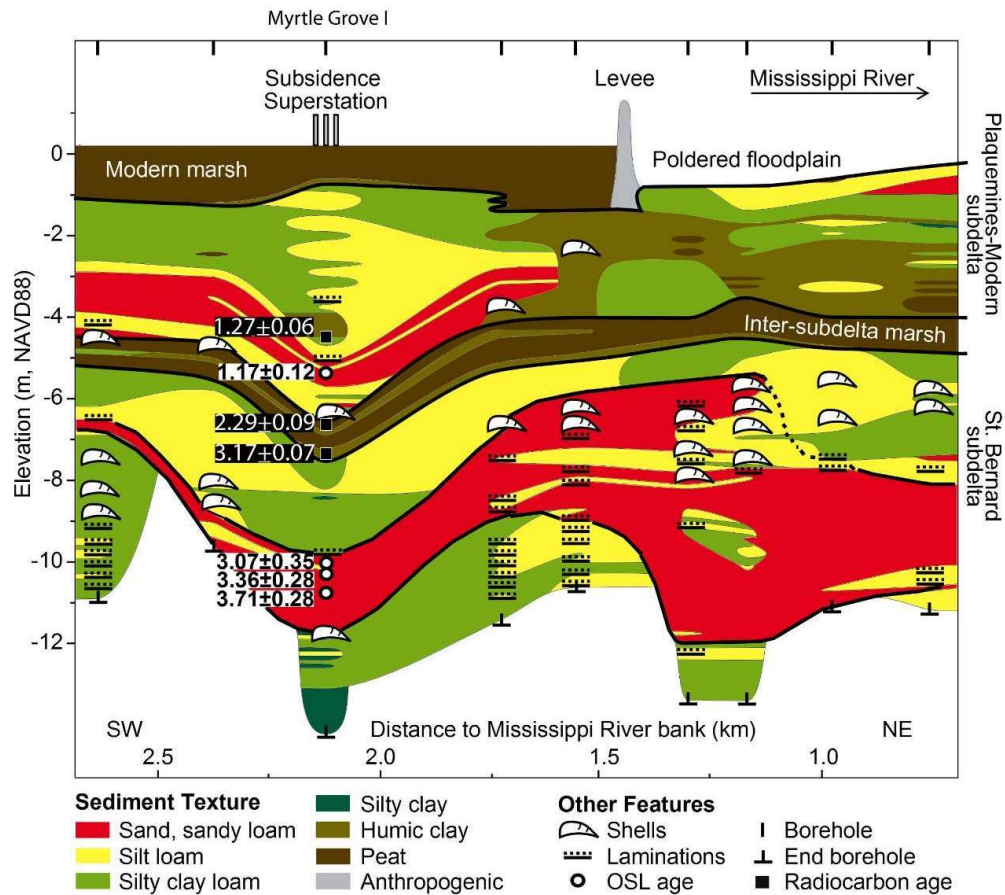 Myrtle Grove I
Subsidence
Superstation
Levee
Mississippi River
0
Modern marsh
Poldered floodplain
-2
-4
1.27±0.06
Inter-subdelta marsh
1.17±0.12
-6
2.29±0.09
3.17±0.07
-8
-10
3.07±0.35
3.36±0.28
3.71±0.28
-12
Elevation (m, NAVD88)
Plaquemines-Modern
subdelta
St. Bernard
subdelta
SW
Distance to Mississippi River bank (km)
NE
2.5
2.0
1.5
1.0
Sediment Texture
Sand, sandy loam
Silt loam
Silty clay loam
Silty clay
Humic clay
Peat
Anthropogenic
Other Features
Shells
Laminations
OSL age
Borehole
End borehole
Radiocarbon age